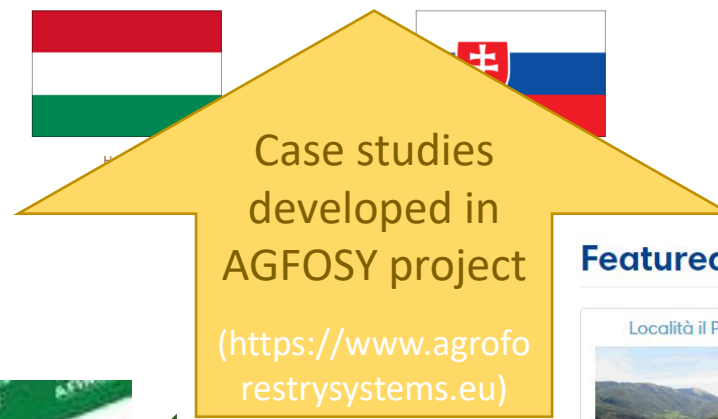 Case studies
developed in
AGFOSY project
(https://www.agrofo
restrysystems.eu)
Featured
Località il P